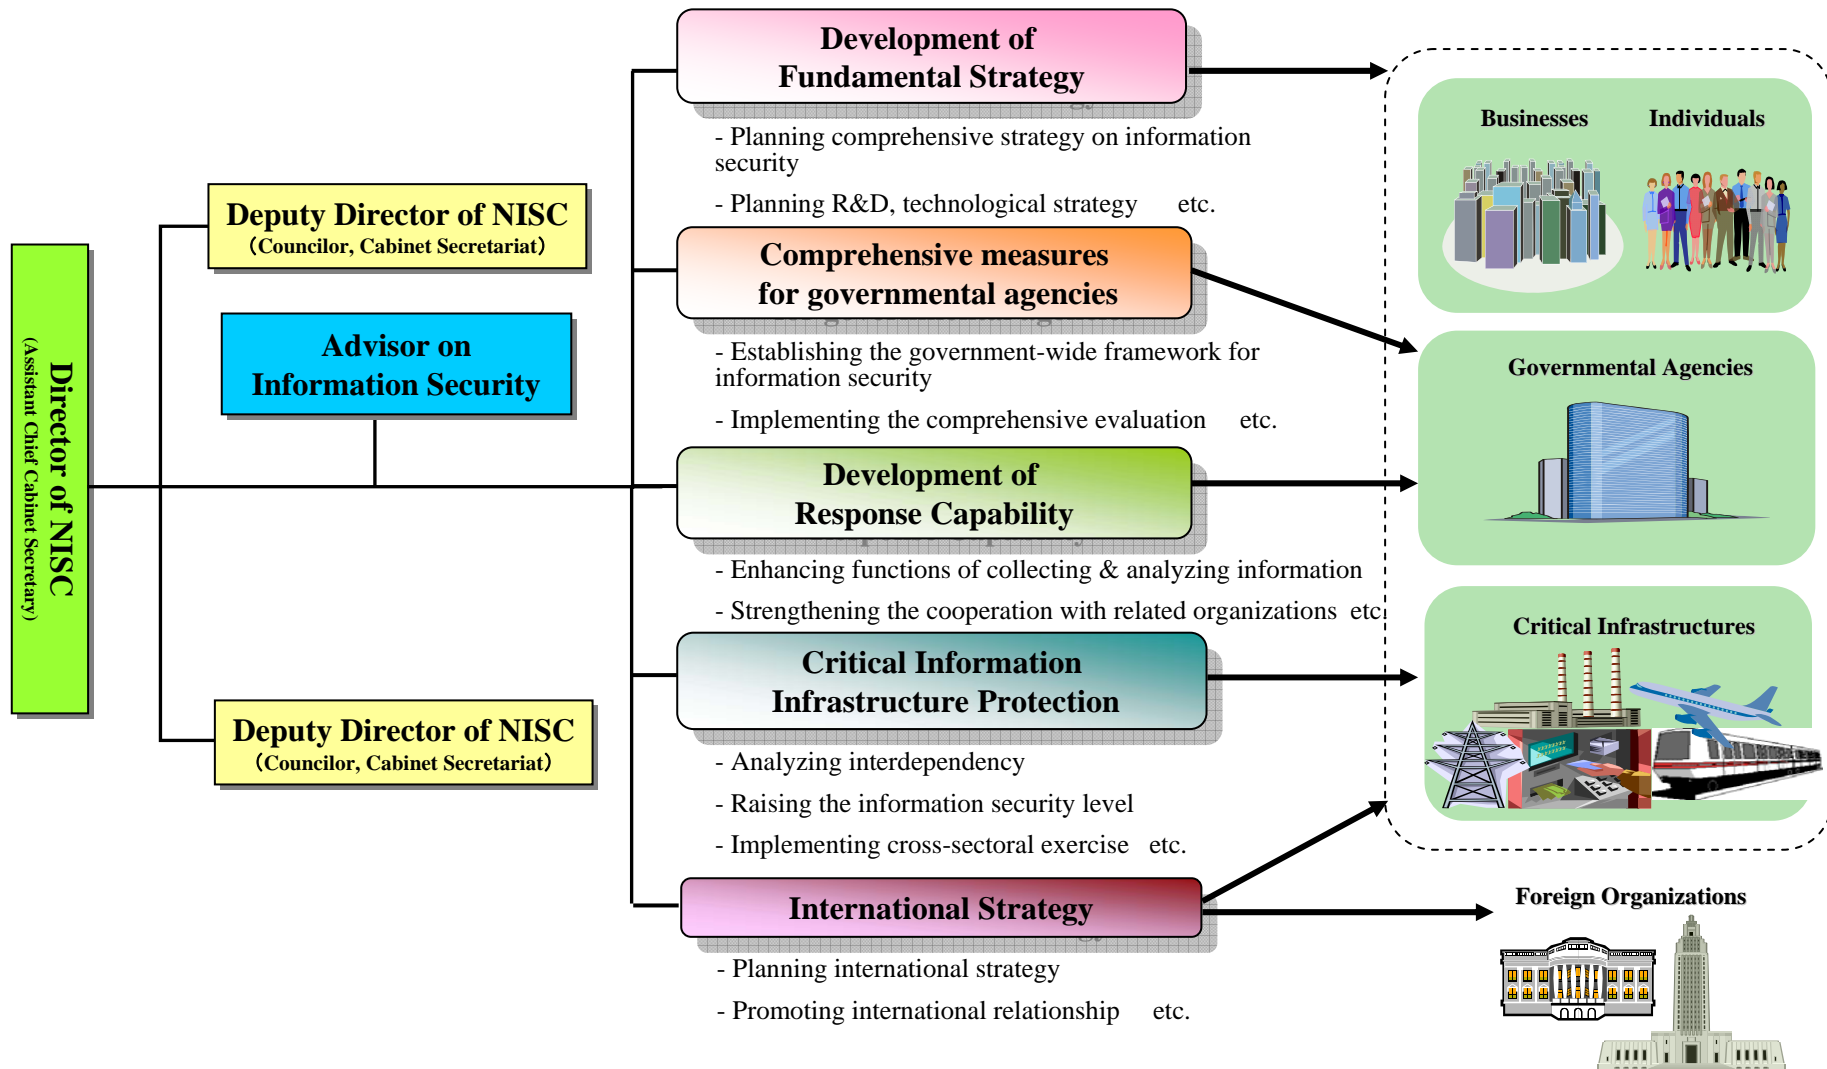 Director of NISC
(Assistant Chief Cabinet Secretary)
Deputy Director of NISC
(Councilor, Cabinet Secretariat)
Advisor on
Information Security
Deputy Director of NISC
(Councilor, Cabinet Secretariat)
Development of
Fundamental Strategy
- Planning comprehensive strategy on information
security
- Planning R&D, technological strategy etc.
Comprehensive measures
for governmental agencies
- Establishing the government-wide framework for
information security
- Implementing the comprehensive evaluation etc.
Development of
Response Capability
- Enhancing functions of collecting & analyzing information
- Strengthening the cooperation with related organizations etc.
Critical Information
Infrastructure Protection
- Analyzing interdependency
- Raising the information security level
- Implementing cross-sectoral exercise etc.
International Strategy
- Planning international strategy
- Promoting international relationship etc.
Businesses
Individuals
Governmental Agencies
Critical Infrastructures
Foreign Organizations